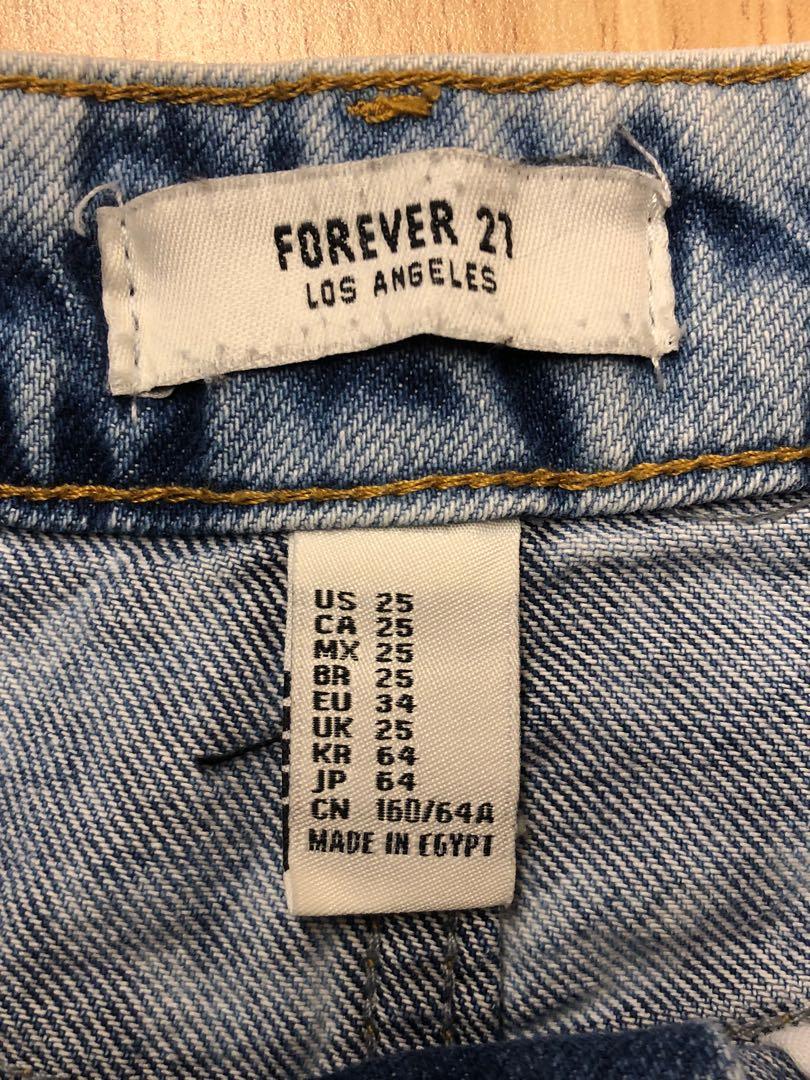 FOREVER 21
LOS ANGELES
US 25
CA 25
MX 25
BR 25
EU 34
UK 25
KR 64
JP 64
CN 160/64A
MADE IN EGYPT